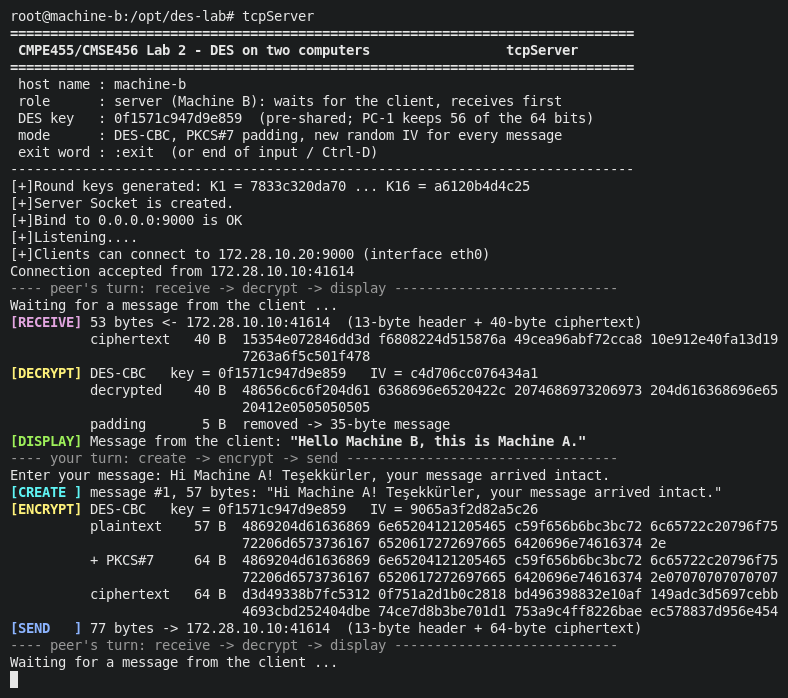 root@machine-b:/opt/des-lab# tcpServer
==============================================================================
 CMPE455/CMSE456 Lab 2 - DES on two computers                 tcpServer
==============================================================================
 host name : machine-b
 role      : server (Machine B): waits for the client, receives first
 DES key   : 0f1571c947d9e859  (pre-shared; PC-1 keeps 56 of the 64 bits)
 mode      : DES-CBC, PKCS#7 padding, new random IV for every message
 exit word : :exit  (or end of input / Ctrl-D)
------------------------------------------------------------------------------
[+]Round keys generated: K1 = 7833c320da70 ... K16 = a6120b4d4c25
[+]Server Socket is created.
[+]Bind to 0.0.0.0:9000 is OK
[+]Listening....
[+]Clients can connect to 172.28.10.20:9000 (interface eth0)
Connection accepted from 172.28.10.10:41614
---- peer's turn: receive -> decrypt -> display ----------------------------
Waiting for a message from the client ...
[RECEIVE] 53 bytes <- 172.28.10.10:41614  (13-byte header + 40-byte ciphertext)
          ciphertext   40 B  15354e072846dd3d f6808224d515876a 49cea96abf72cca8 10e912e40fa13d19
                             7263a6f5c501f478
[DECRYPT] DES-CBC   key = 0f1571c947d9e859   IV = c4d706cc076434a1
          decrypted    40 B  48656c6c6f204d61 6368696e6520422c 2074686973206973 204d616368696e65
                             20412e0505050505
          padding       5 B  removed -> 35-byte message
[DISPLAY] Message from the client: "Hello Machine B, this is Machine A."
---- your turn: create -> encrypt -> send ----------------------------------
Enter your message: Hi Machine A! Teşekkürler, your message arrived intact.
[CREATE ] message #1, 57 bytes: "Hi Machine A! Teşekkürler, your message arrived intact."
[ENCRYPT] DES-CBC   key = 0f1571c947d9e859   IV = 9065a3f2d82a5c26
          plaintext    57 B  4869204d61636869 6e65204121205465 c59f656b6bc3bc72 6c65722c20796f75
                             72206d6573736167 6520617272697665 6420696e74616374 2e
          + PKCS#7     64 B  4869204d61636869 6e65204121205465 c59f656b6bc3bc72 6c65722c20796f75
                             72206d6573736167 6520617272697665 6420696e74616374 2e07070707070707
          ciphertext   64 B  d3d49338b7fc5312 0f751a2d1b0c2818 bd496398832e10af 149adc3d5697cebb
                             4693cbd252404dbe 74ce7d8b3be701d1 753a9c4ff8226bae ec578837d956e454
[SEND   ] 77 bytes -> 172.28.10.10:41614  (13-byte header + 64-byte ciphertext)
---- peer's turn: receive -> decrypt -> display ----------------------------
Waiting for a message from the client ...